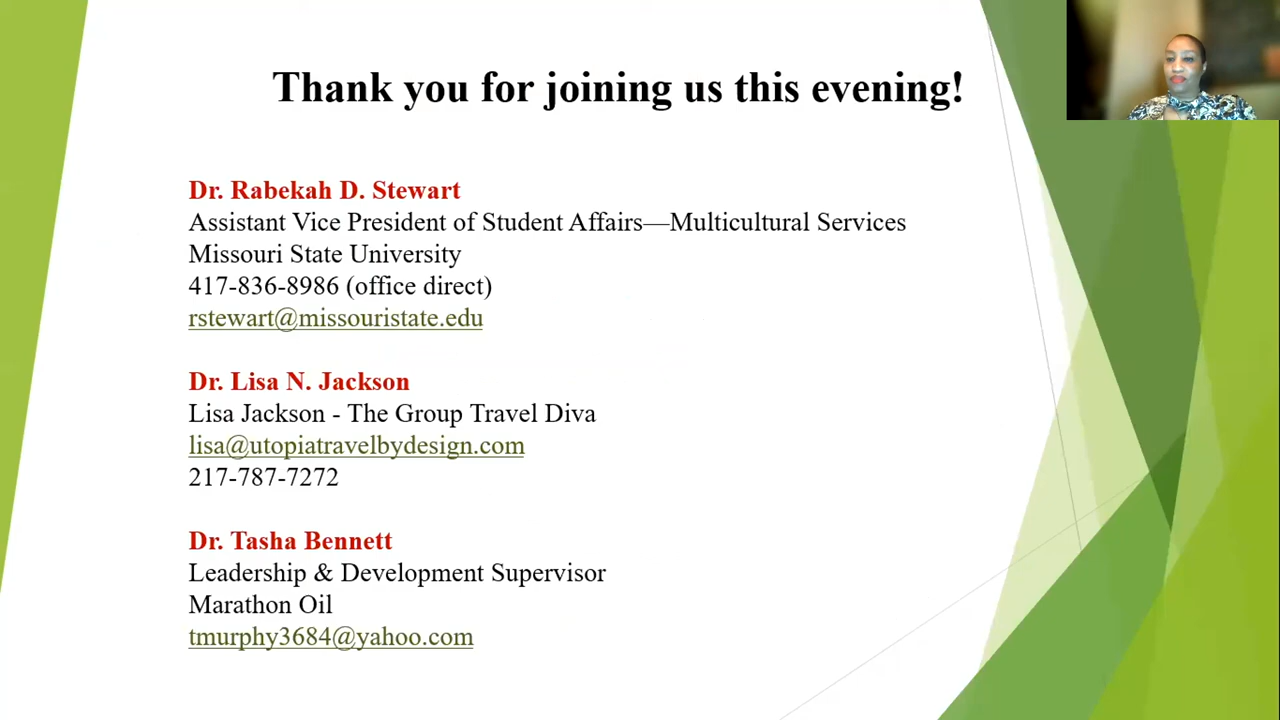 Thank you for joining us this evening!
Dr. Rabekah D. Stewart
Assistant Vice President of Student Affairs—Multicultural Services
Missouri State University
417-836-8986 (office direct)
rstewart@missouristate.edu
Dr. Lisa N. Jackson
Lisa Jackson - The Group Travel Diva
lisa@utopiatravelbydesign.com
217-787-7272
Dr. Tasha Bennett
Leadership & Development Supervisor
Marathon Oil
tmurphy3684@yahoo.com